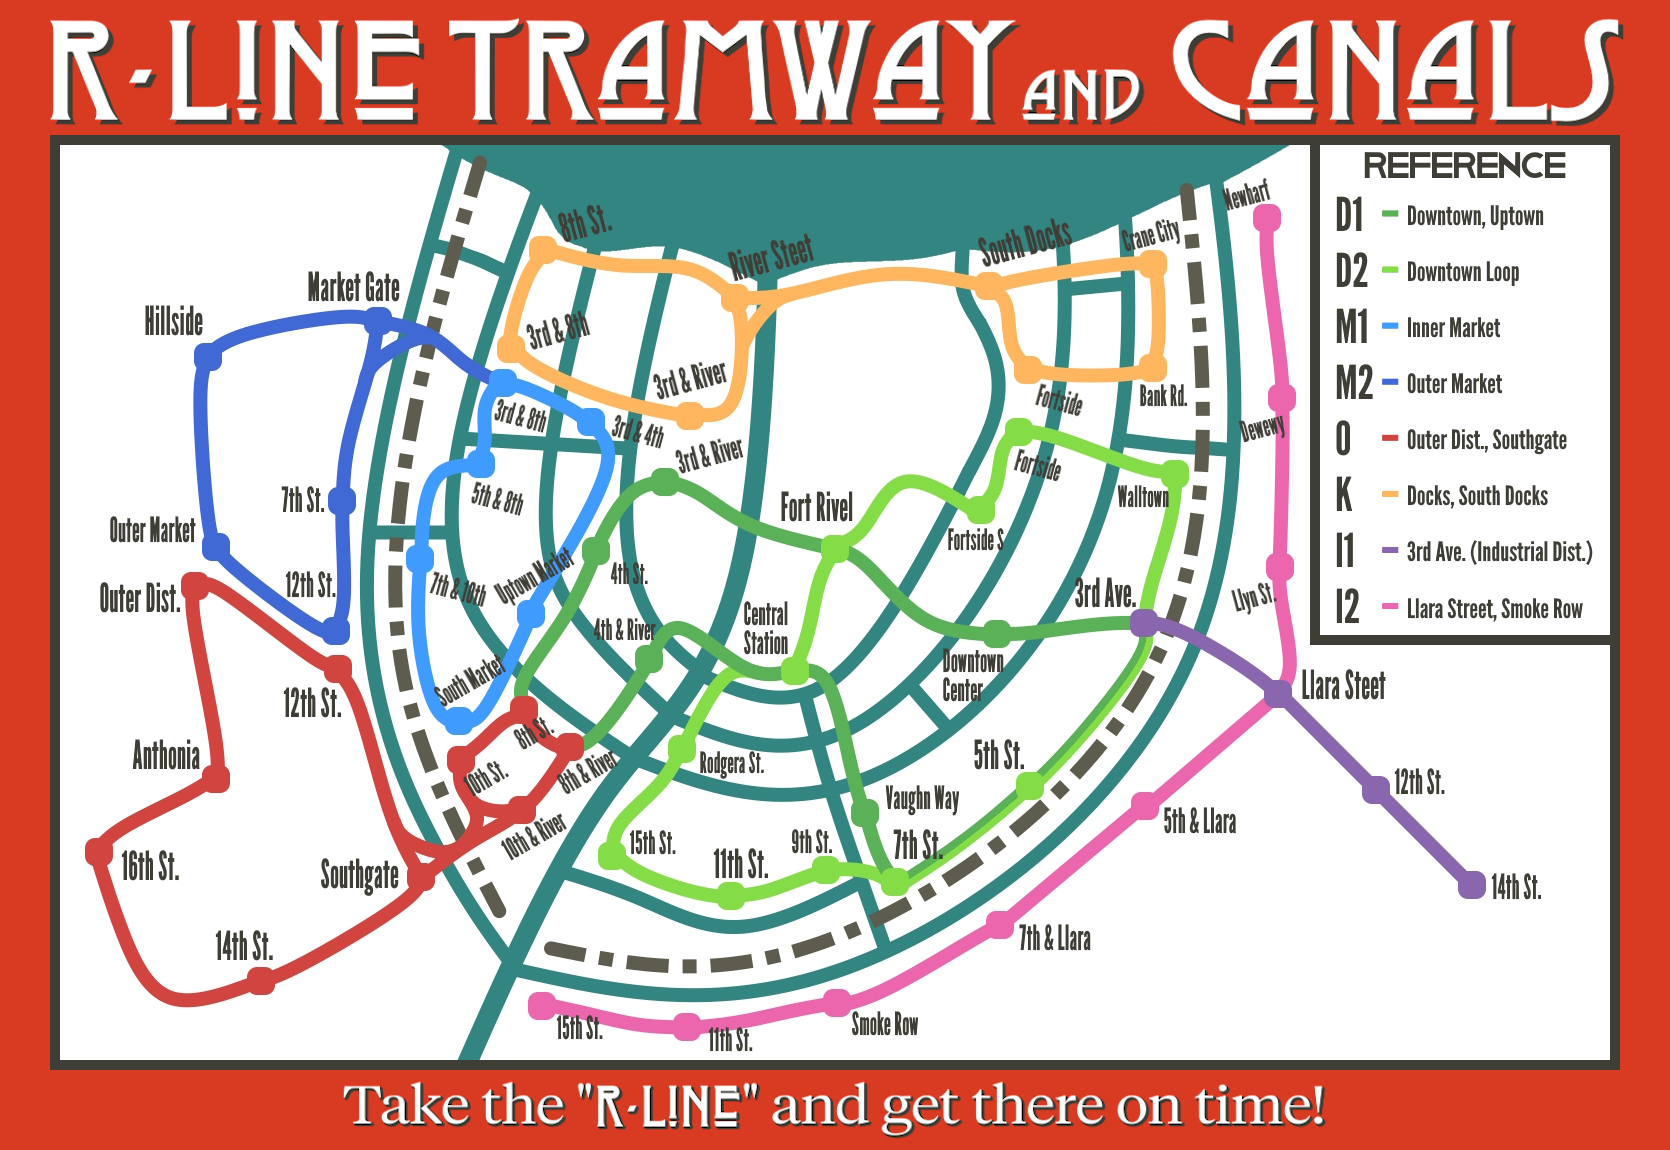 R-LINE TRAMWAY AND CANALS
REFERENCE
D1 Downtown, Uptown
D2 Downtown Loop
M1 Inner Market
M2 Outer Market
O Outer Dist., Southgate
K Docks, South Docks
I1 3rd Ave. (Industrial Dist.)
I2 Llara Street, Smoke Row
Newharf
8th St.
River Steet
South Docks
Crane City
Market Gate
Hillside
3rd & 8th
3rd & River
Fortside
Bank Rd.
3rd & 8th
3rd & 4th
Dewewy
3rd & River
Fortside
Walltown
5th & 8th
7th St.
Fort Rivel
Outer Market
Fortside S
7th & 10th
Uptown Market
4th St.
12th St.
Outer Dist.
3rd Ave.
Llyn St.
4th & River
Central
Station
Downtown
Center
South Market
Llara Steet
12th St.
8th St.
Anthonia
10th St.
8th & River
Rodgera St.
5th St.
12th St.
Vaughn Way
5th & Llara
10th & River
15th St.
9th St.
7th St.
11th St.
16th St.
Southgate
14th St.
14th St.
7th & Llara
15th St.
11th St.
Smoke Row
Take the "R-LINE" and get there on time!